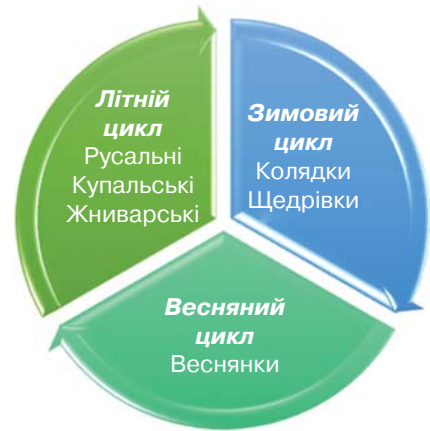 Літній
цикл
Русальні
Купальські
Жниварські
Зимовий
цикл
Колядки
Щедрівки
Весняний
цикл
Веснянки